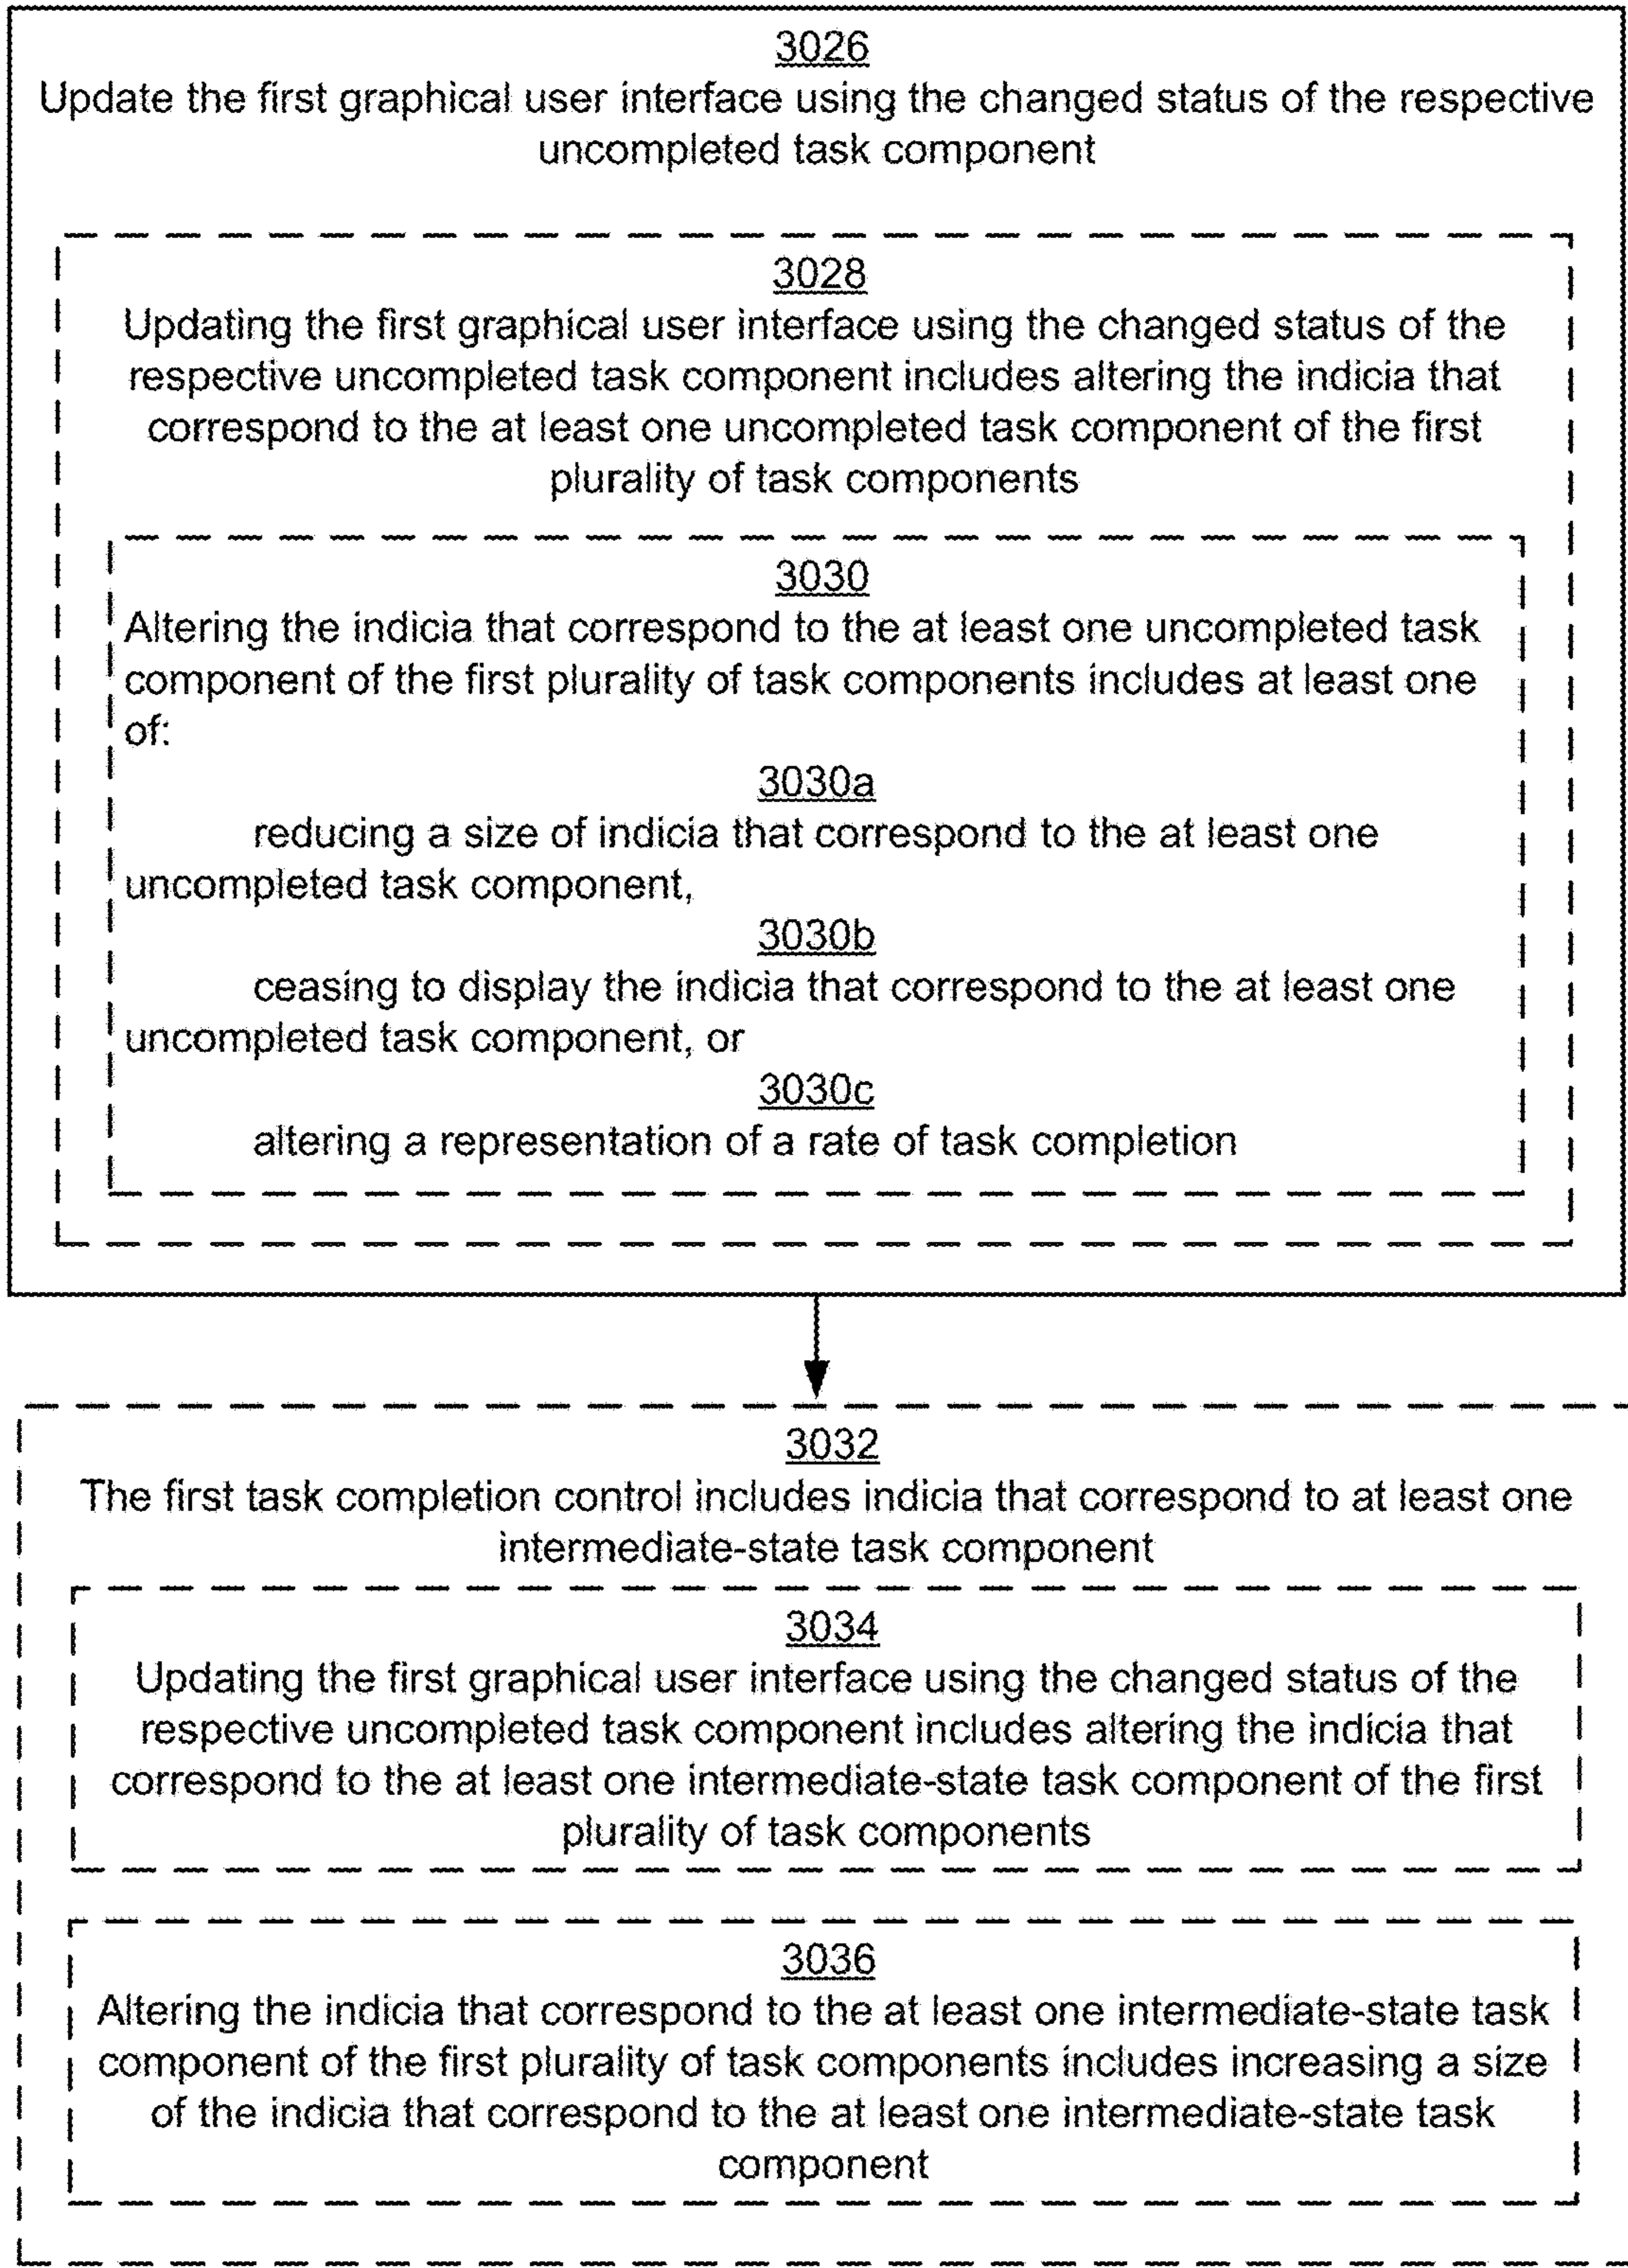 3026
Update the first graphical user interface using the changed status of the respective
uncompleted task component
3028
Updating the first graphical user interface using the changed status of the
respective uncompleted task component includes altering the indicia that
correspond to the at least one uncompleted task component of the first
plurality of task components
3030
Altering the indicia that correspond to the at least one uncompleted task
component of the first plurality of task components includes at least one
of:
3030a
reducing a size of indicia that correspond to the at least one
uncompleted task component,
3030b
ceasing to display the indicia that correspond to the at least one
uncompleted task component, or
3030c
altering a representation of a rate of task completion
3032
The first task completion control includes indicia that correspond to at least one
intermediate-state task component
3034
Updating the first graphical user interface using the changed status of the
respective uncompleted task component includes altering the indicia that
correspond to the at least one intermediate-state task component of the first
plurality of task components
3036
Altering the indicia that correspond to the at least one intermediate-state task
component of the first plurality of task components includes increasing a size
of the indicia that correspond to the at least one intermediate-state task
component